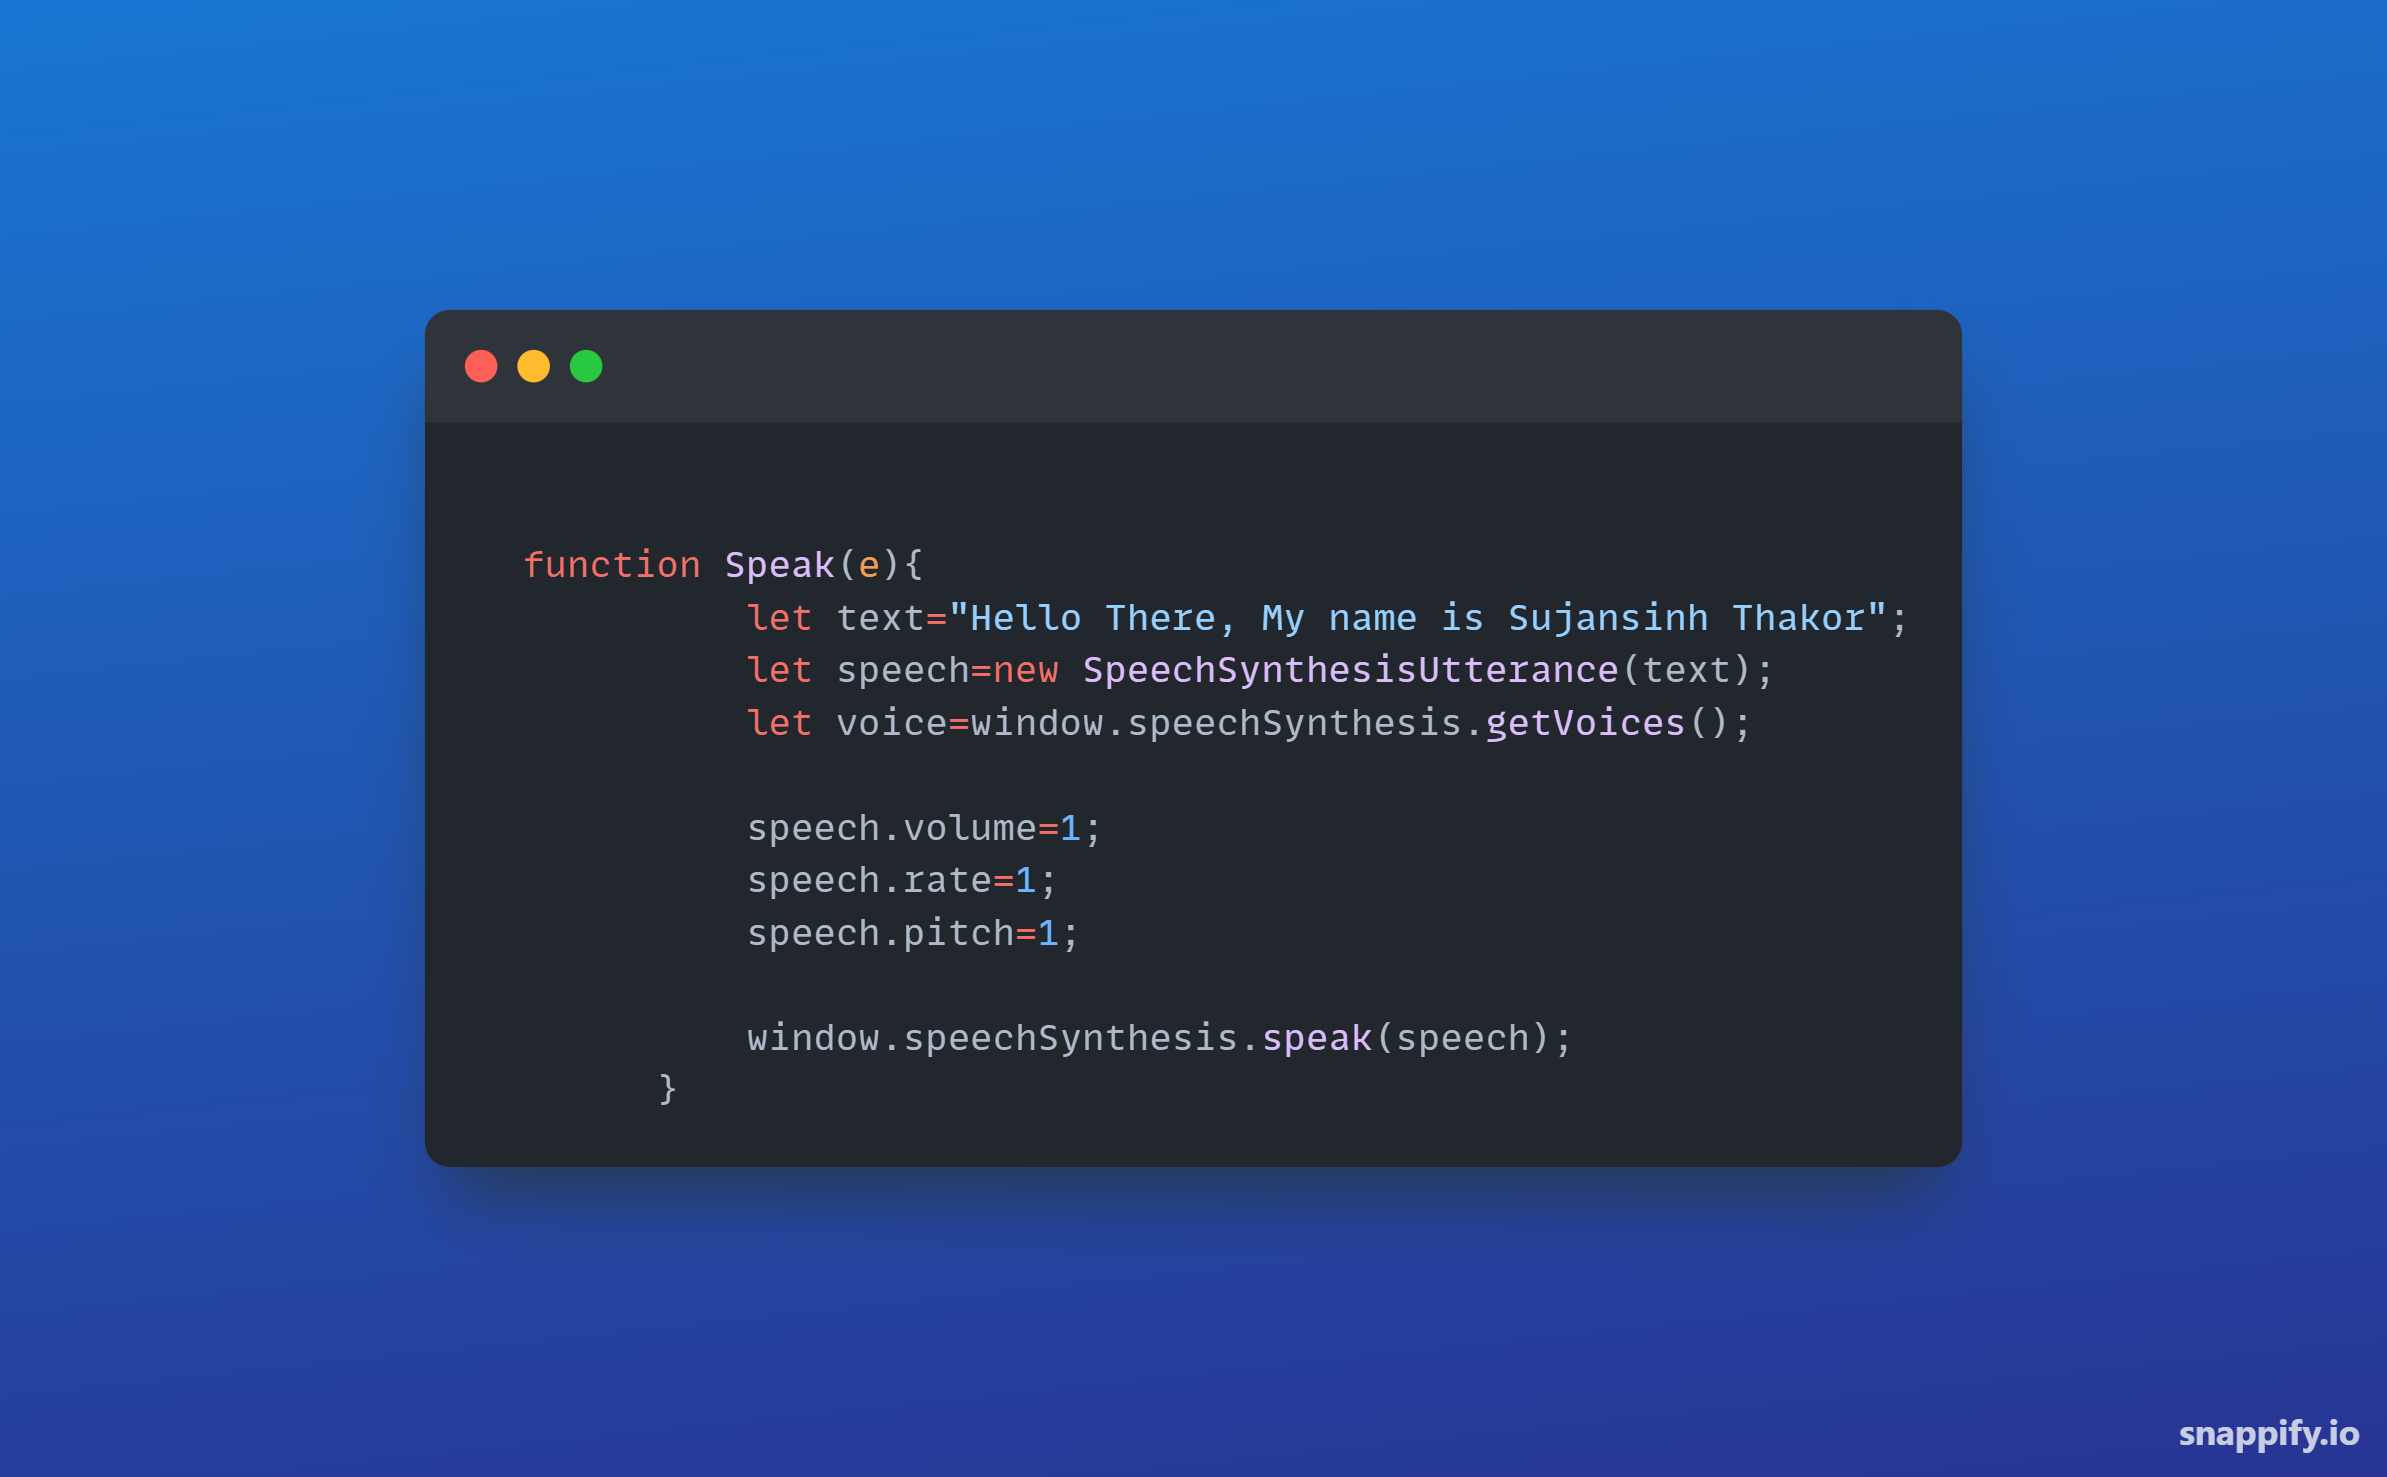 function Speak(e){
let text="Hello There, My name is Sujansinh Thakor";
let speech=new SpeechSynthesisUtterance(text);
let voice=window.speechSynthesis.getVoices();
speech.volume=1;
speech.rate=1;
speech.pitch=1;
window.speechSynthesis.speak(speech);
}
snappify.io